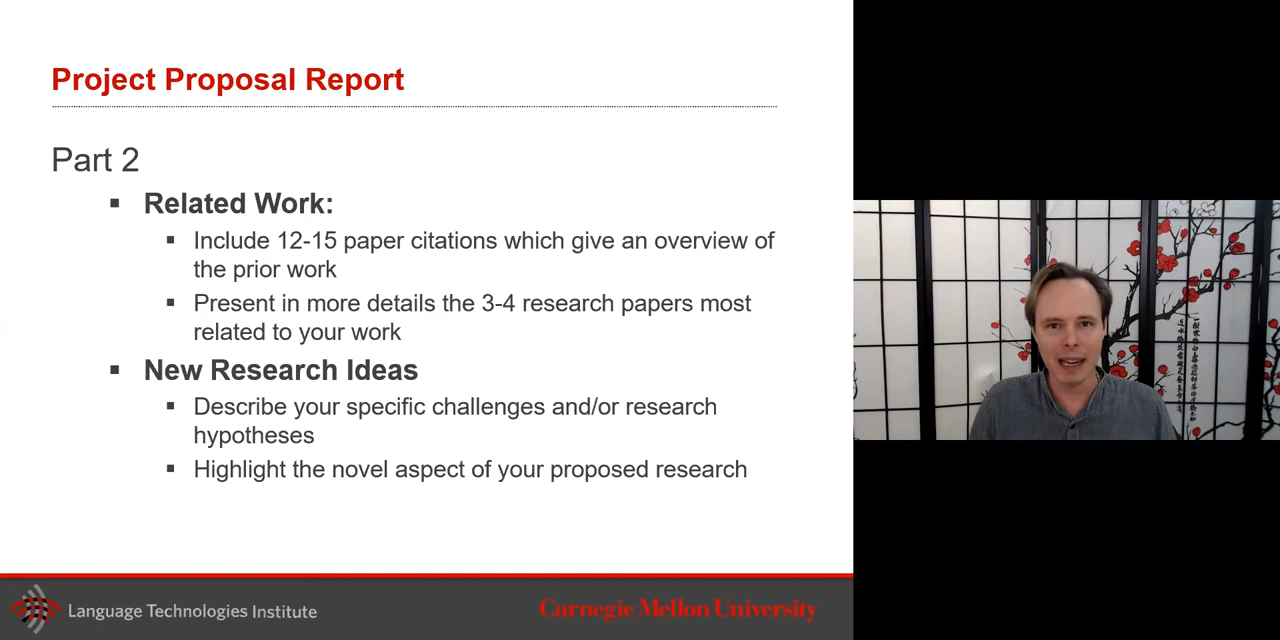 Project Proposal Report
Part 2
▪ Related Work:
▪ Include 12-15 paper citations which give an overview of
the prior work
▪ Present in more details the 3-4 research papers most
related to your work
▪ New Research Ideas
▪ Describe your specific challenges and/or research
hypotheses
▪ Highlight the novel aspect of your proposed research
Language Technologies Institute
Carnegie Mellon University